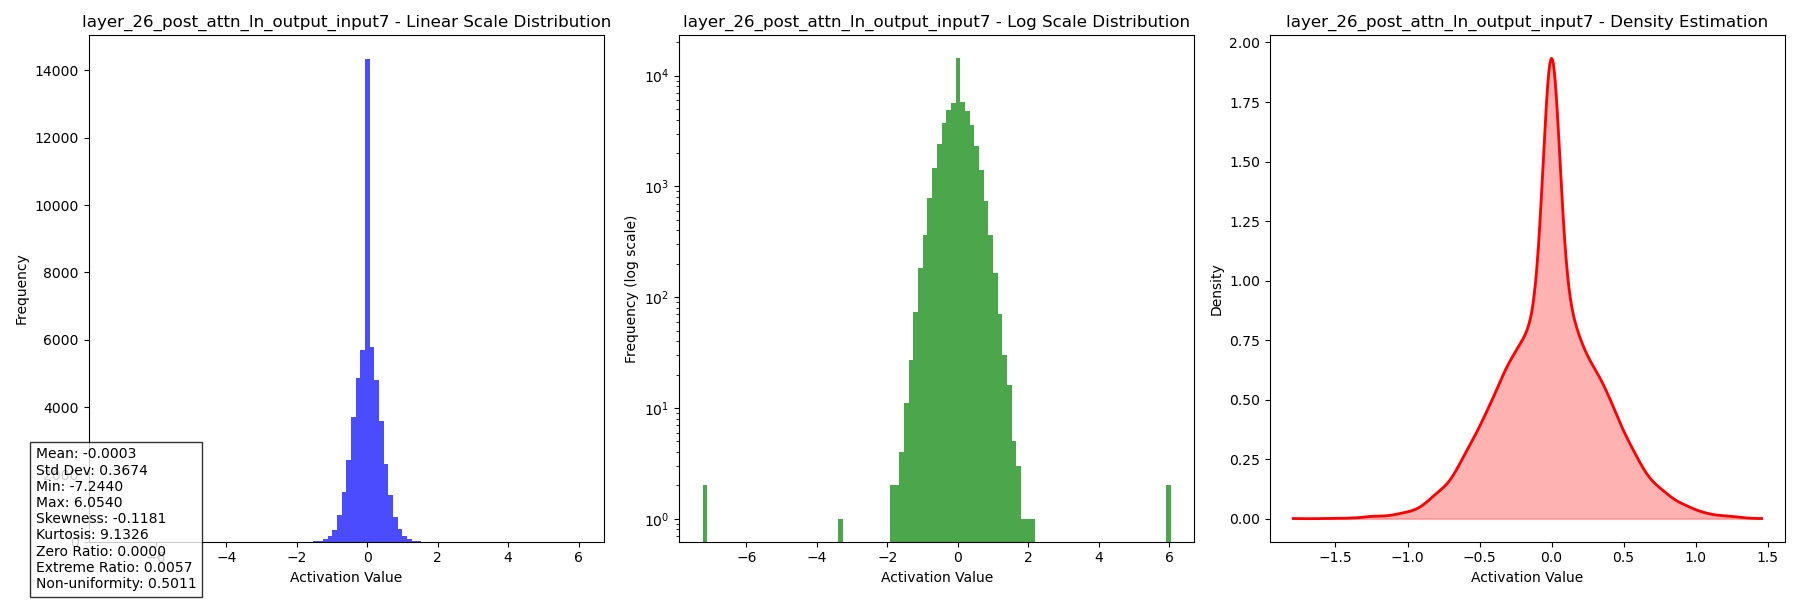 layer_26_post_attn_ln_output_input7 - Linear Scale Distribution
14000
12000
10000
8000
6000
4000
2000
0
Frequency
−6 −4 −2 0 2 4 6
Activation Value
Mean: -0.0003
Std Dev: 0.3674
Min: -7.2440
Max: 6.0540
Skewness: -0.1181
Kurtosis: 9.1326
Zero Ratio: 0.0000
Extreme Ratio: 0.0057
Non-uniformity: 0.5011
layer_26_post_attn_ln_output_input7 - Log Scale Distribution
10⁴
10³
10²
10¹
10⁰
Frequency (log scale)
−6 −4 −2 0 2 4 6
Activation Value
layer_26_post_attn_ln_output_input7 - Density Estimation
2.00
1.75
1.50
1.25
1.00
0.75
0.50
0.25
0.00
Density
−1.5 −1.0 −0.5 0.0 0.5 1.0 1.5
Activation Value